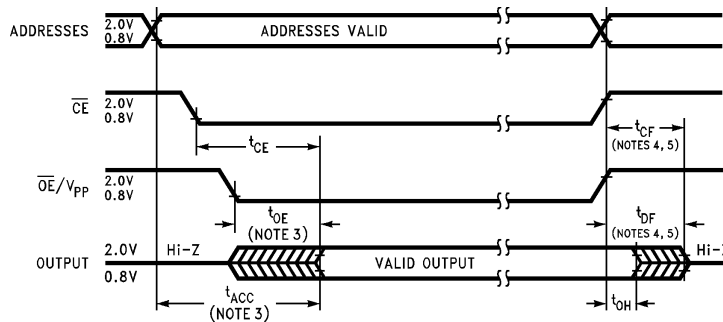 ADDRESSES 2.0V
0.8V
ADDRESSES VALID
CE 2.0V
0.8V
tCE
tCF
(NOTES 4, 5)
OE/VPP 2.0V
0.8V
tOE
(NOTE 3)
tDF
(NOTES 4, 5)
OUTPUT 2.0V
0.8V
Hi-Z
VALID OUTPUT
Hi-Z
tACC
(NOTE 3)
tOH